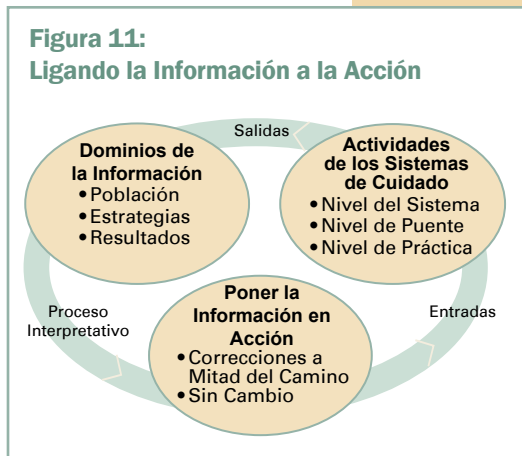 Figura 11:
Ligando la Información a la Acción
Salidas
Dominios de
la Información
• Población
• Estrategias
• Resultados
Actividades
de los Sistemas
de Cuidado
• Nivel del Sistema
• Nivel de Puente
• Nivel de Práctica
Proceso
Interpretativo
Poner la
Información en
Acción
• Correcciones a
Mitad del Camino
• Sin Cambio
Entradas